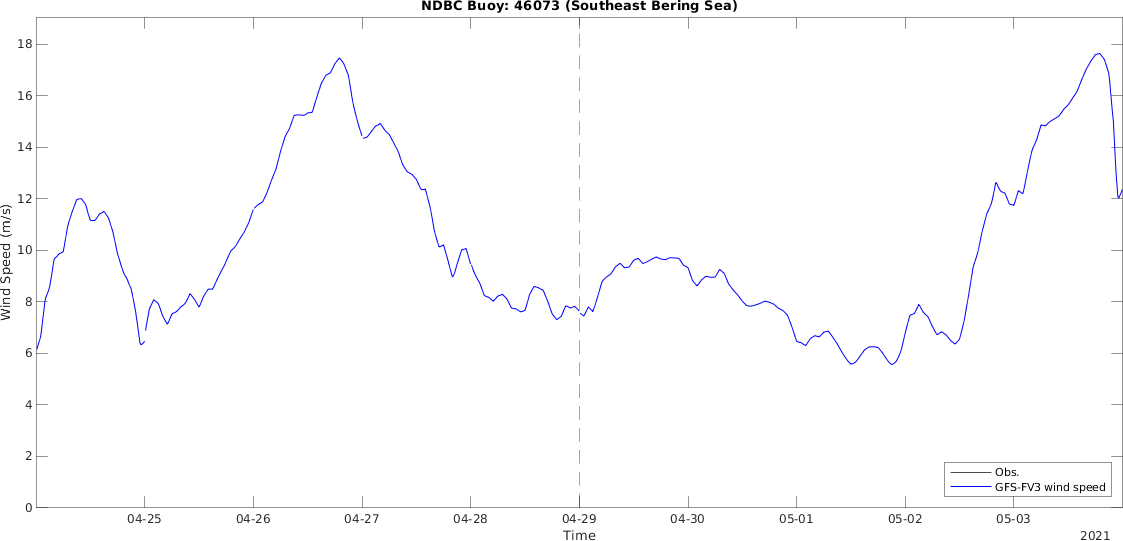 NDBC Buoy: 46073 (Southeast Bering Sea)
18
16
14
12
10
8
6
4
2
0
Wind Speed (m/s)
Obs.
GFS-FV3 wind speed
04-25 04-26 04-27 04-28 04-29 04-30 05-01 05-02 05-03
Time
2021